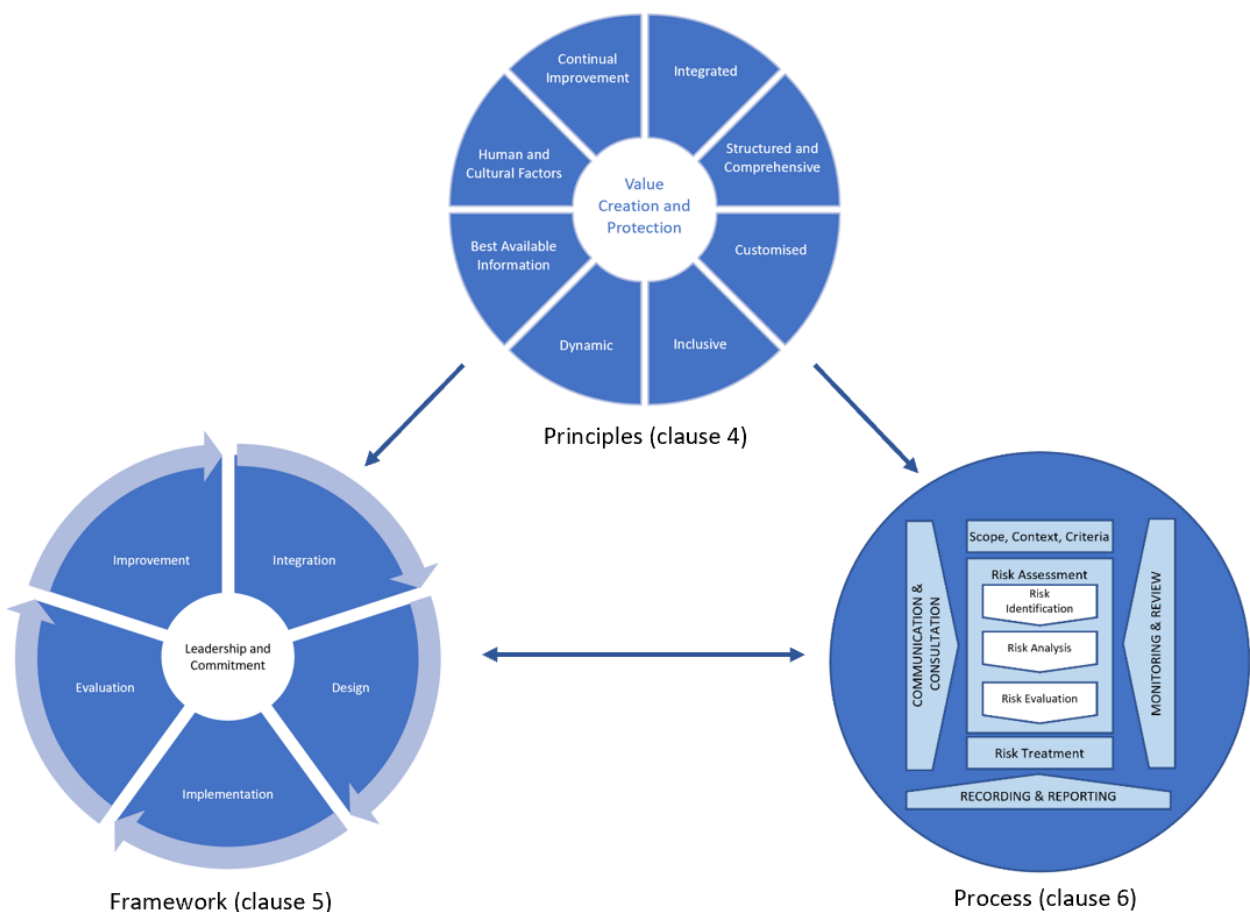 Continual
Improvement
Integrated
Human and
Cultural Factors
Structured and
Comprehensive
Value
Creation and
Protection
Best Available
Information
Customised
Dynamic
Inclusive
Principles (clause 4)
Improvement
Integration
Leadership and
Commitment
Evaluation
Design
Implementation
Framework (clause 5)
Scope, Context, Criteria
Risk Assessment
Risk
Identification
Risk Analysis
Risk Evaluation
Risk Treatment
COMMUNICATION &
CONSULTATION
MONITORING & REVIEW
RECORDING & REPORTING
Process (clause 6)